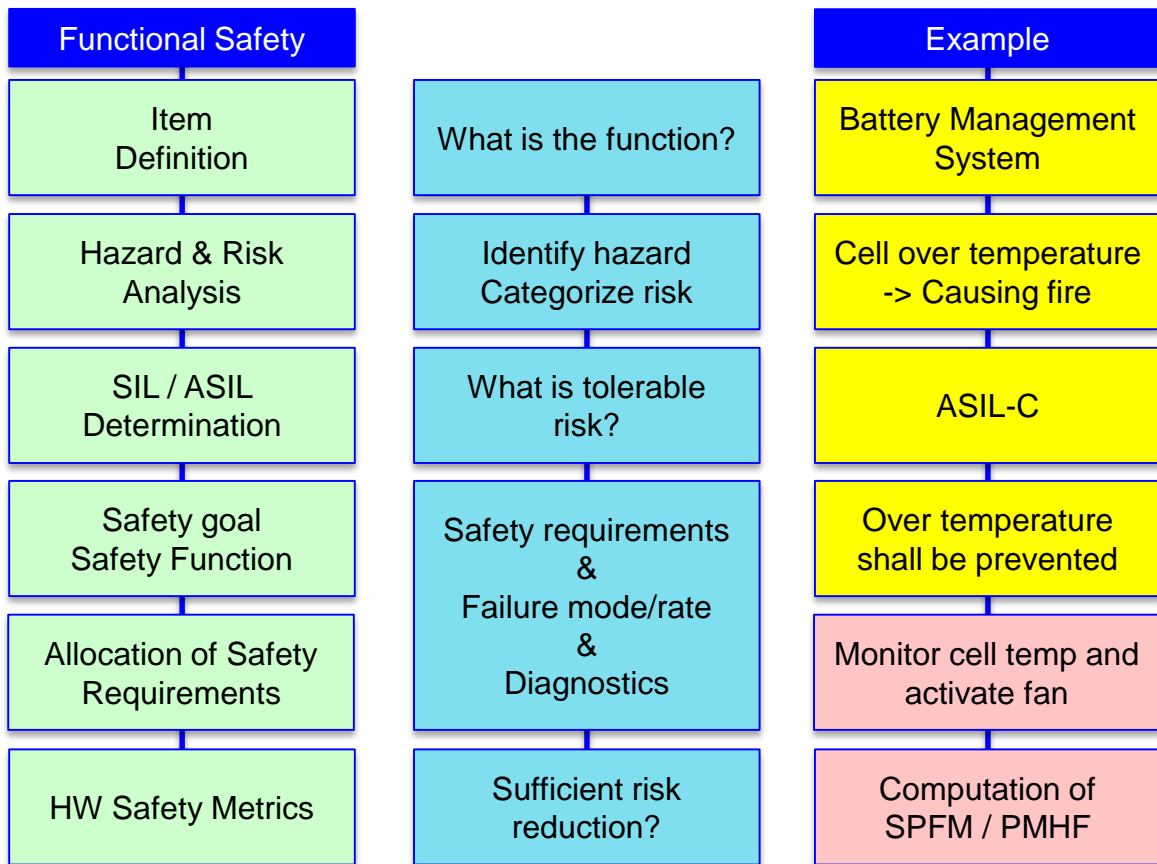 Functional Safety
Item
Definition
Hazard & Risk
Analysis
SIL / ASIL
Determination
Safety goal
Safety Function
Allocation of Safety
Requirements
HW Safety Metrics
What is the function?
Identify hazard
Categorize risk
What is tolerable
risk?
Safety requirements
&
Failure mode/rate
&
Diagnostics
Sufficient risk
reduction?
Example
Battery Management
System
Cell over temperature
-> Causing fire
ASIL-C
Over temperature
shall be prevented
Monitor cell temp and
activate fan
Computation of
SPFM / PMHF